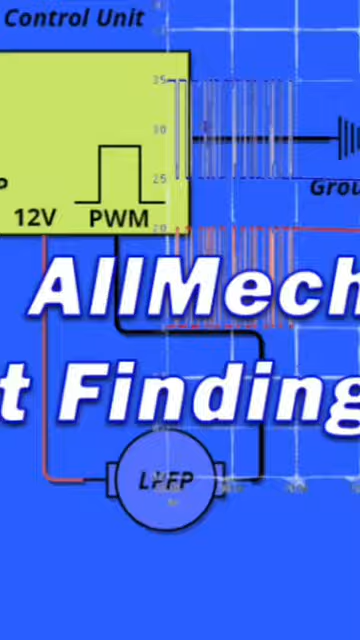 Control Unit
35
30
25
Grou
P
20
12V PWM
AllMech
t Finding
LPFP